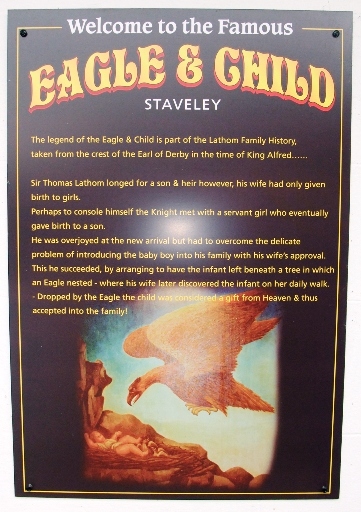 Welcome to the Famous
EAGLE & CHILD
STAVELEY
The legend of the Eagle & Child is part of the Lathom Family History,
taken from the crest of the Earl of Derby in the time of King Alfred......
Sir Thomas Lathom longed for a son & heir however, his wife had only given
birth to girls.
Perhaps to console himself the Knight met with a servant girl who eventually
gave birth to a son.
He was overjoyed at the new arrival but had to overcome the delicate
problem of introducing the baby boy into his family with his wife's approval.
This he succeeded, by arranging to have the infant left beneath a tree in which
an Eagle nested - where his wife later discovered the infant on her daily walk.
- Dropped by the Eagle the child was considered a gift from Heaven & thus
accepted into the family!